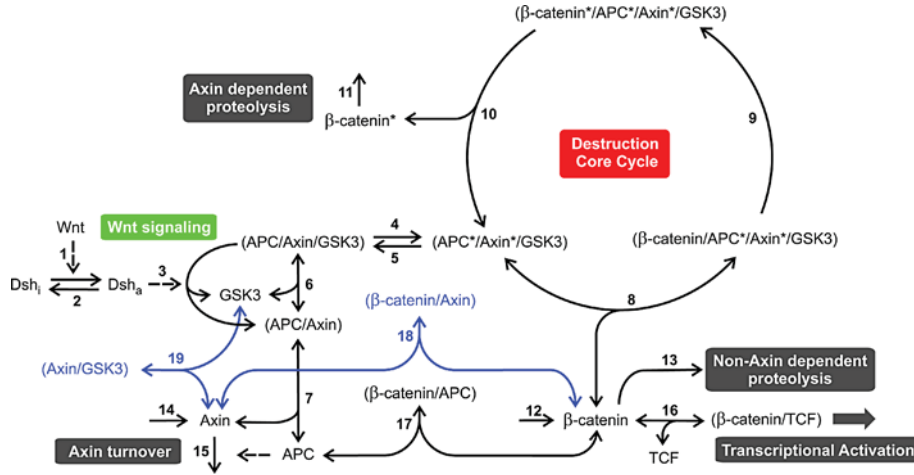 (β-catenin*/APC*/Axin*/GSK3)
Axin dependent
proteolysis
11
β-catenin*
10
9
Destruction
Core Cycle
Wnt
Wnt signaling
1
(APC/Axin/GSK3)
4
5
(APC*/Axin*/GSK3)
(β-catenin/APC*/Axin*/GSK3)
Dshi
2
Dsha
3
GSK3
6
8
(APC/Axin)
(β-catenin/Axin)
18
(Axin/GSK3)
19
7
(β-catenin/APC)
13
Non-Axin dependent
proteolysis
14
Axin
17
12
β-catenin
16
(β-catenin/TCF)
Axin turnover
15
APC
TCF
Transcriptional Activation